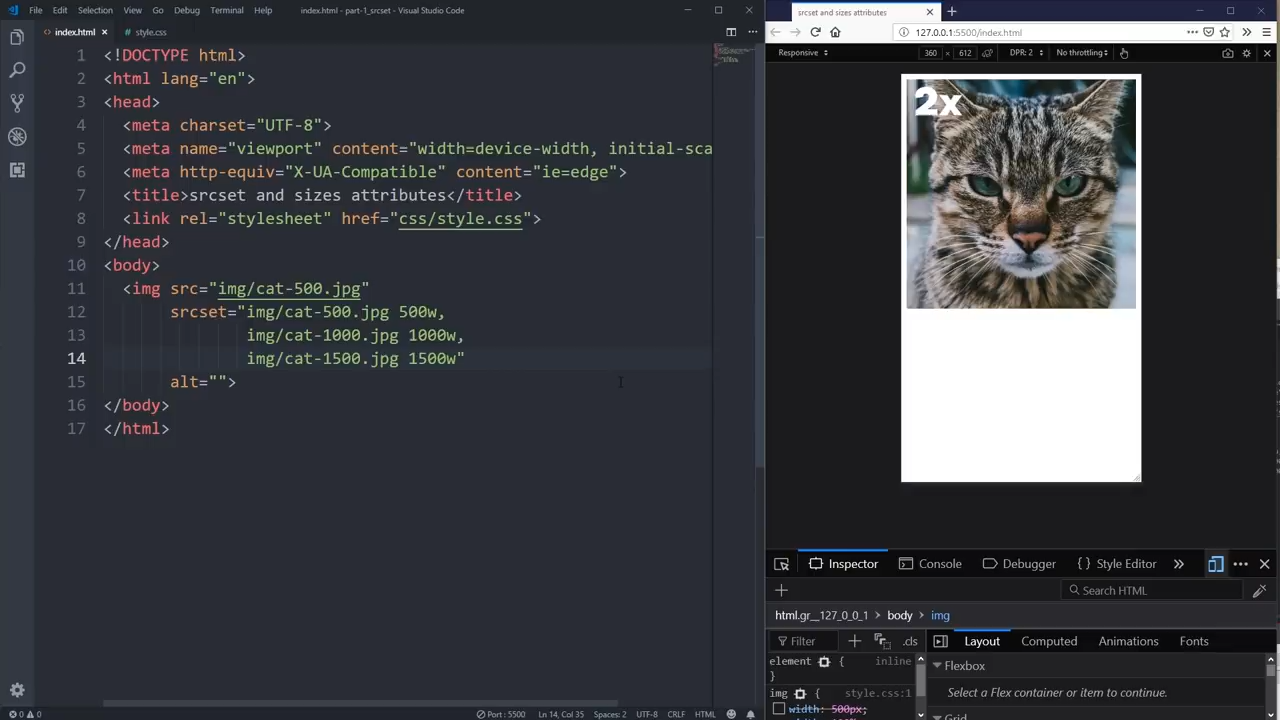 File Edit Selection View Go Debug Terminal Help index.html - part-1_srcset - Visual Studio Code
index.html style.css
1 <!DOCTYPE html>
2 <html lang="en">
3 <head>
4 <meta charset="UTF-8">
5 <meta name="viewport" content="width=device-width, initial-sca
6 <meta http-equiv="X-UA-Compatible" content="ie=edge">
7 <title>srcset and sizes attributes</title>
8 <link rel="stylesheet" href="css/style.css">
9 </head>
10 <body>
11 <img src="img/cat-500.jpg"
12 srcset="img/cat-500.jpg 500w,
13 img/cat-1000.jpg 1000w,
14 img/cat-1500.jpg 1500w"
15 alt="">
16 </body>
17 </html>
0 0 Port : 5500 Ln 14, Col 35 Spaces: 2 UTF-8 CRLF HTML
srcset and sizes attributes
127.0.0.1:5500/index.html
Responsive 360 × 612 DPR: 2 No throttling
2x
Inspector Console Debugger {} Style Editor
Search HTML
html.gr__127_0_0_1 body img
Filter .cls Layout Computed Animations Fonts
element { inline
}
Flexbox
Select a Flex container or item to continue.
img { style.css:1
width: 500px;
Grid